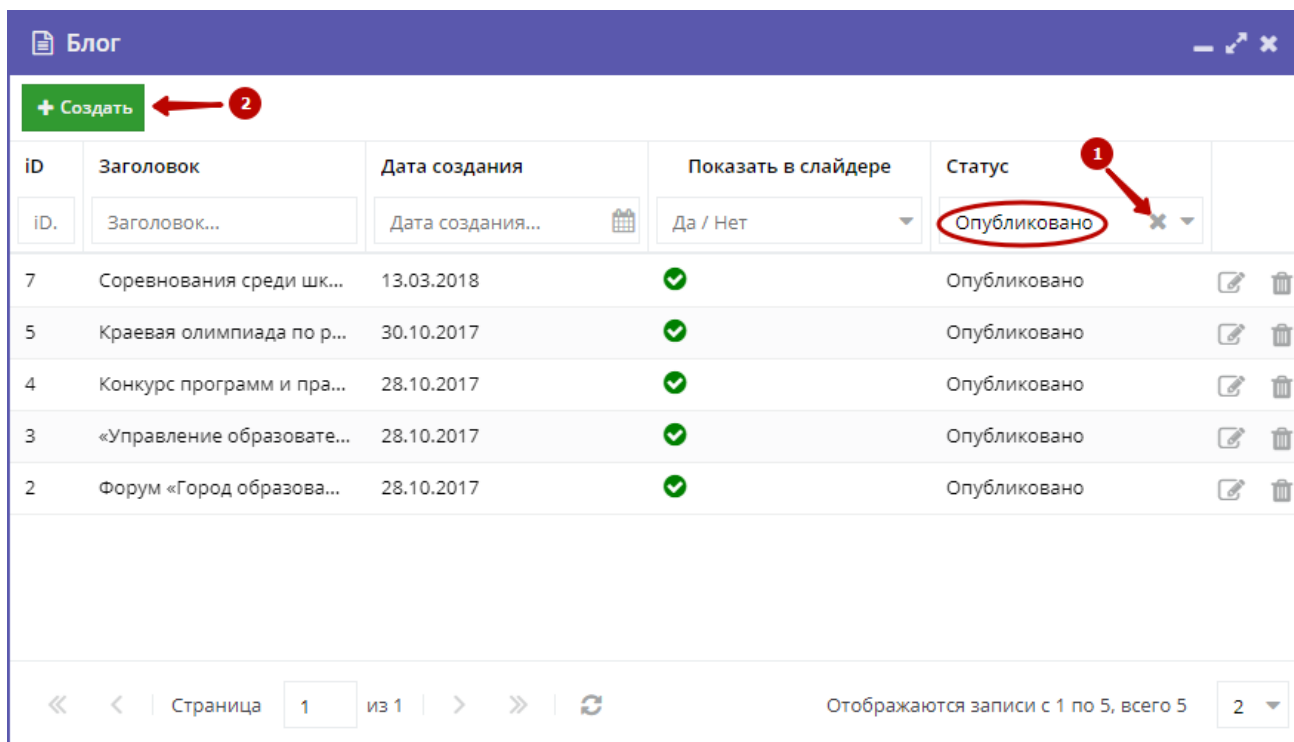 Блог
Создать 2
iD Заголовок Дата создания Показать в слайдере Статус 1
iD. Заголовок... Дата создания... Да / Нет Опубликовано
7 Соревнования среди шк... 13.03.2018 Опубликовано
5 Краевая олимпиада по р... 30.10.2017 Опубликовано
4 Конкурс программ и пра... 28.10.2017 Опубликовано
3 «Управление образовате... 28.10.2017 Опубликовано
2 Форум «Город образова... 28.10.2017 Опубликовано
Страница 1 из 1 Отображаются записи с 1 по 5, всего 5 2